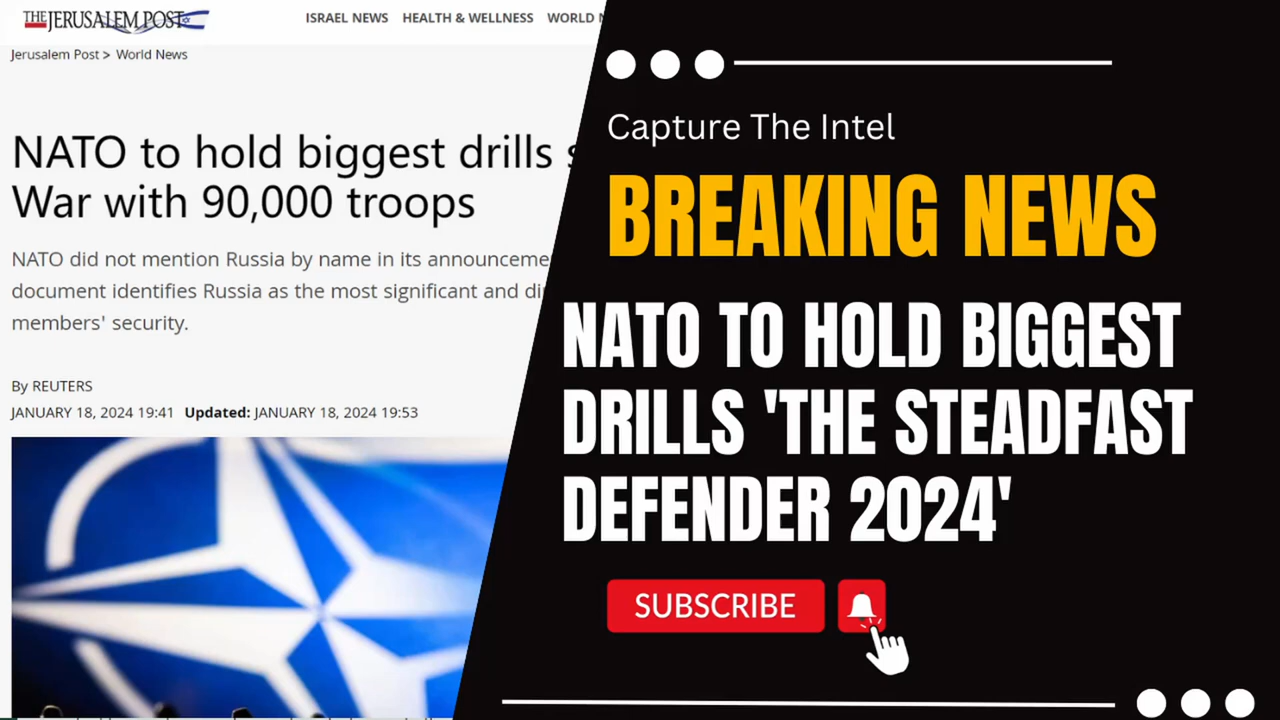 THE JERUSALEM POST
ISRAEL NEWS HEALTH & WELLNESS WORLD
Jerusalem Post > World News
NATO to hold biggest drills
War with 90,000 troops
NATO did not mention Russia by name in its
document identifies Russia as the most significant and
members' security.
By REUTERS
JANUARY 18, 2024 19:41 Updated: JANUARY 18, 2024 19:53
Capture The Intel
BREAKING NEWS
NATO TO HOLD BIGGEST
DRILLS 'THE STEADFAST
DEFENDER 2024'
SUBSCRIBE